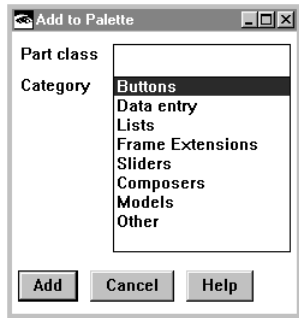 Add to Palette
Part class
Category
Buttons
Data entry
Lists
Frame Extensions
Sliders
Composers
Models
Other
Add Cancel Help